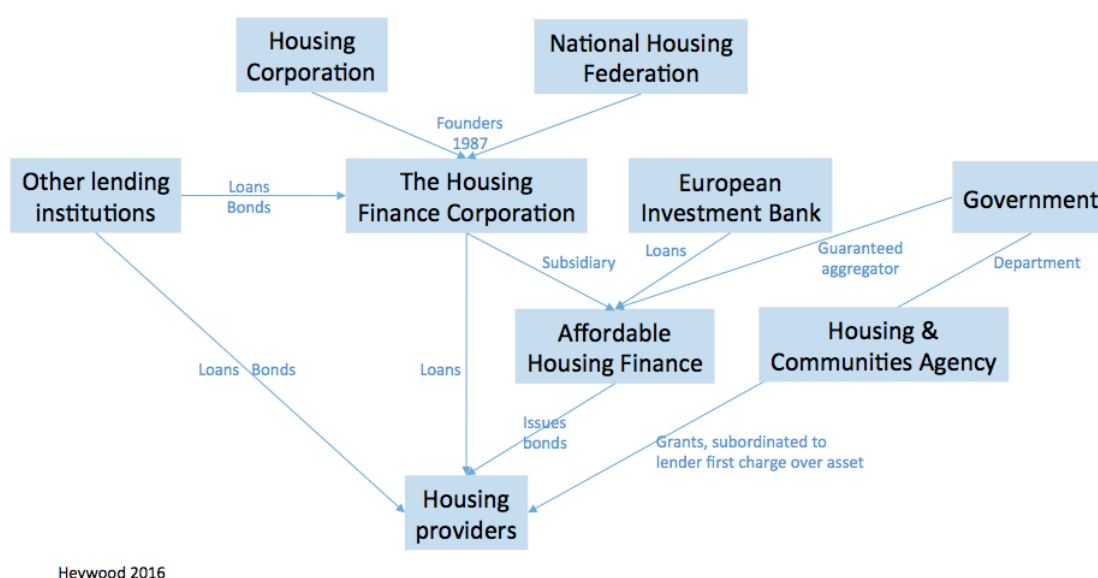 Housing
Corporation
National Housing
Federation
Founders
1987
Other lending
institutions
Loans
Bonds
The Housing
Finance Corporation
European
Investment Bank
Government
Subsidiary
Loans
Guaranteed
aggregator
Department
Affordable
Housing Finance
Housing &
Communities Agency
Loans Bonds
Loans
Issues
bonds
Grants, subordinated to
lender first charge over asset
Housing
providers
Heywood 2016